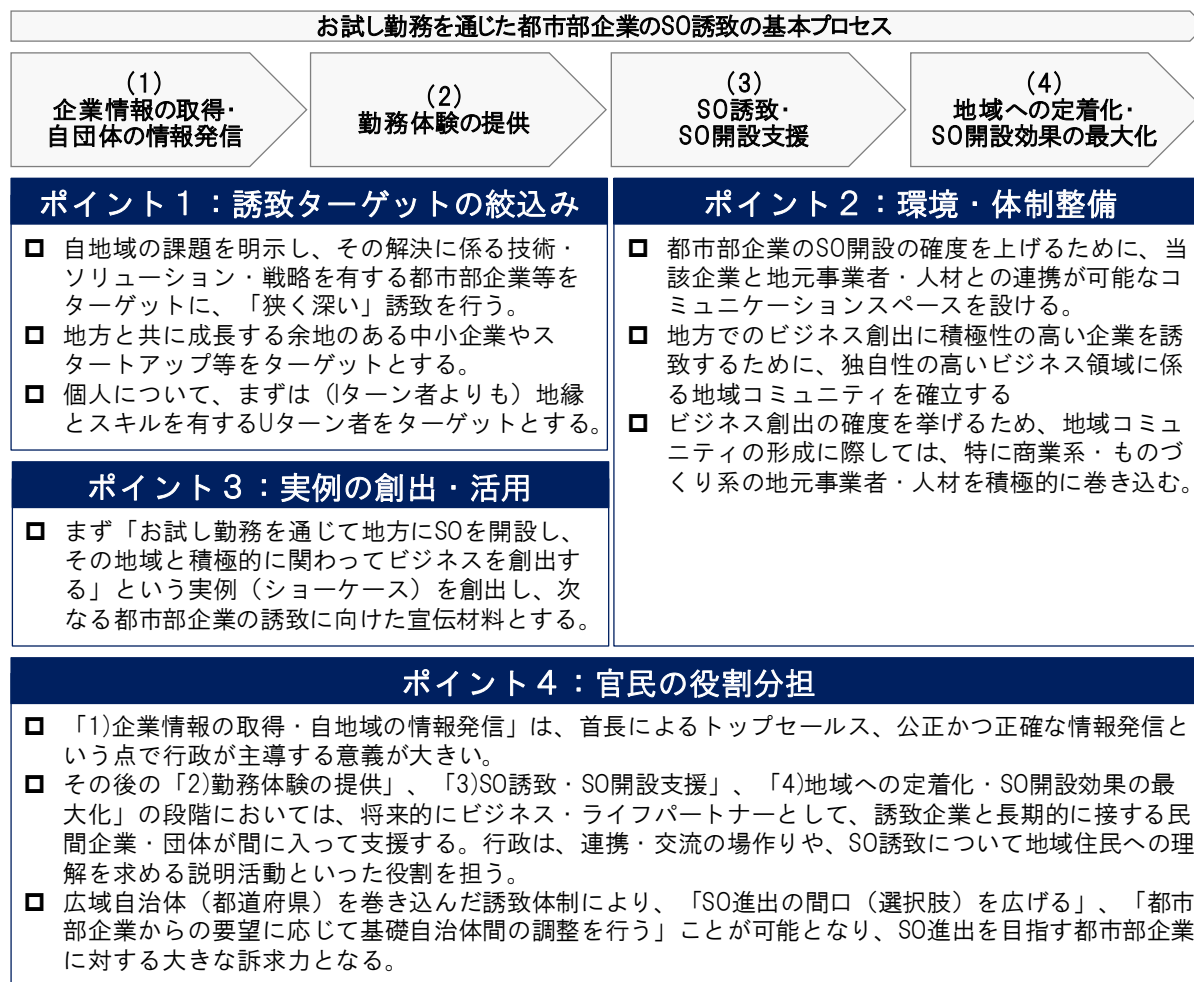 お試し勤務を通じた都市部企業のSO誘致の基本プロセス
（1）
企業情報の取得・
自団体の情報発信
（2）
勤務体験の提供
（3）
SO誘致・
SO開設支援
（4）
地域への定着化・
SO開設効果の最大化
ポイント１：誘致ターゲットの絞込み
自地域の課題を明示し、その解決に係る技術・
ソリューション・戦略を有する都市部企業等を
ターゲットに、「狭く深い」誘致を行う。
地方と共に成長する余地のある中小企業やス
タートアップ等をターゲットとする。
個人について、まずは（Iターン者よりも）地縁
とスキルを有するUターン者をターゲットとする。
ポイント２：環境・体制整備
都市部企業のSO開設の確度を上げるために、当
該企業と地元事業者・人材との連携が可能なコ
ミュニケーションスペースを設ける。
地方でのビジネス創出に積極性の高い企業を誘
致するために、独自性の高いビジネス領域に係
る地域コミュニティを確立する
ビジネス創出の確度を挙げるため、地域コミュ
ニティの形成に際しては、特に商業系・ものづ
くり系の地元事業者・人材を積極的に巻き込む。
ポイント３：実例の創出・活用
まず「お試し勤務を通じて地方にSOを開設し、
その地域と積極的に関わってビジネスを創出す
る」という実例（ショーケース）を創出し、次
なる都市部企業の誘致に向けた宣伝材料とする。
ポイント４：官民の役割分担
「1)企業情報の取得・自地域の情報発信」は、首長によるトップセールス、公正かつ正確な情報発信と
いう点で行政が主導する意義が大きい。
その後の「2)勤務体験の提供」、「3)SO誘致・SO開設支援」、「4)地域への定着化・SO開設効果の最
大化」の段階においては、将来的にビジネス・ライフパートナーとして、誘致企業と長期的に接する民
間企業・団体が間に入って支援する。行政は、連携・交流の場作りや、SO誘致について地域住民への理
解を求める説明活動といった役割を担う。
広域自治体（都道府県）を巻き込んだ誘致体制により、「SO進出の間口（選択肢）を広げる」、「都市
部企業からの要望に応じて基礎自治体間の調整を行う」ことが可能となり、SO進出を目指す都市部企業
に対する大きな訴求力となる。